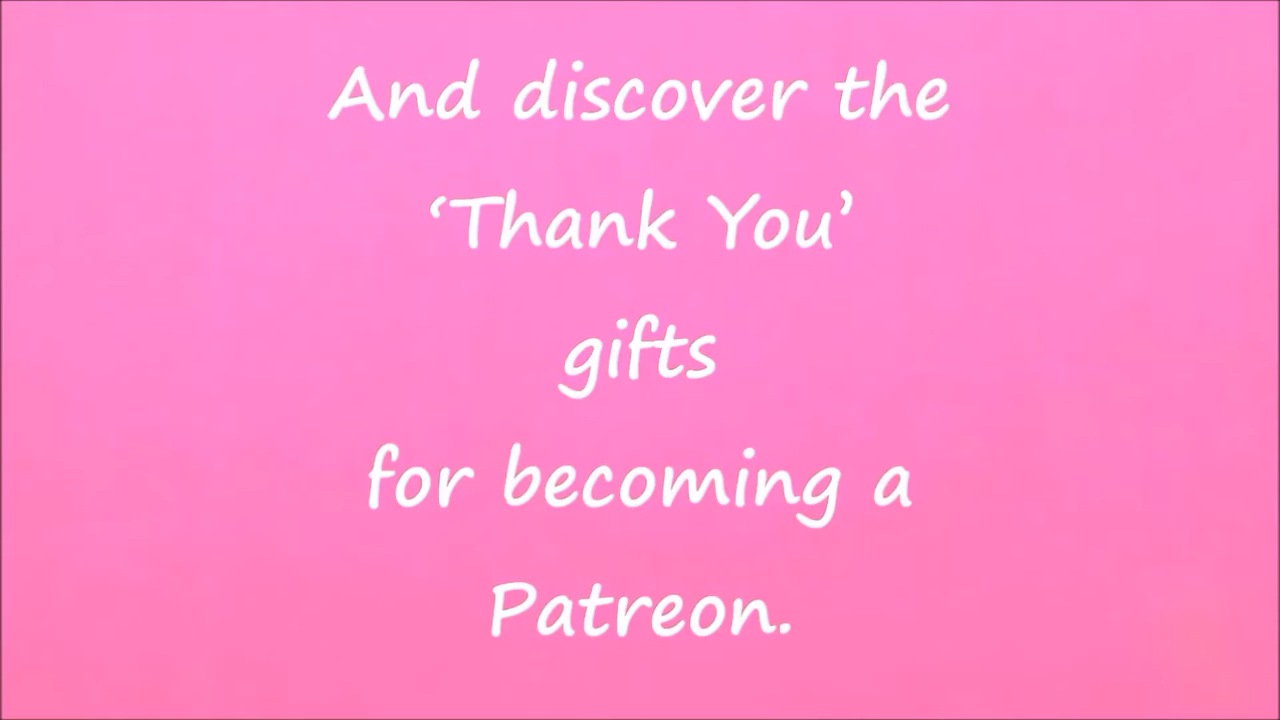 And discover the
‘Thank You’
gifts
for becoming a
Patreon.